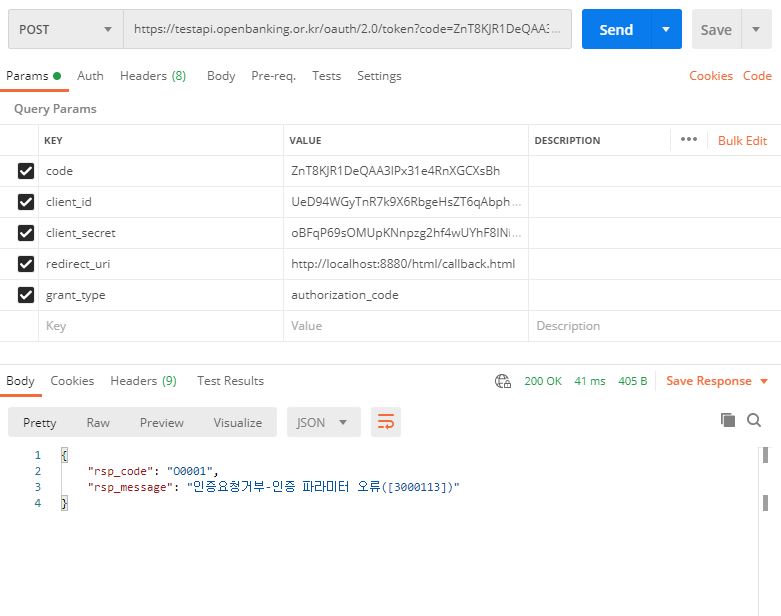 POST https://testapi.openbanking.or.kr/oauth/2.0/token?code=ZnT8KJR1DeQAA3... Send Save
Params Auth Headers (8) Body Pre-req. Tests Settings Cookies Code
Query Params
KEY VALUE DESCRIPTION ••• Bulk Edit
code ZnT8KJR1DeQAA3IPx31e4RnXGCXsBh
client_id UeD94WGyTnR7k9X6RbgeHsZT6qAbph...
client_secret oBFqP69sOMUpKNnpzg2hf4wUYhF8INi...
redirect_uri http://localhost:8880/html/callback.html
grant_type authorization_code
Key Value Description
Body Cookies Headers (9) Test Results 200 OK 41 ms 405 B Save Response
Pretty Raw Preview Visualize JSON
1 {
2 "rsp_code": "O0001",
3 "rsp_message": "인증요청거부-인증 파라미터 오류([3000113])"
4 }